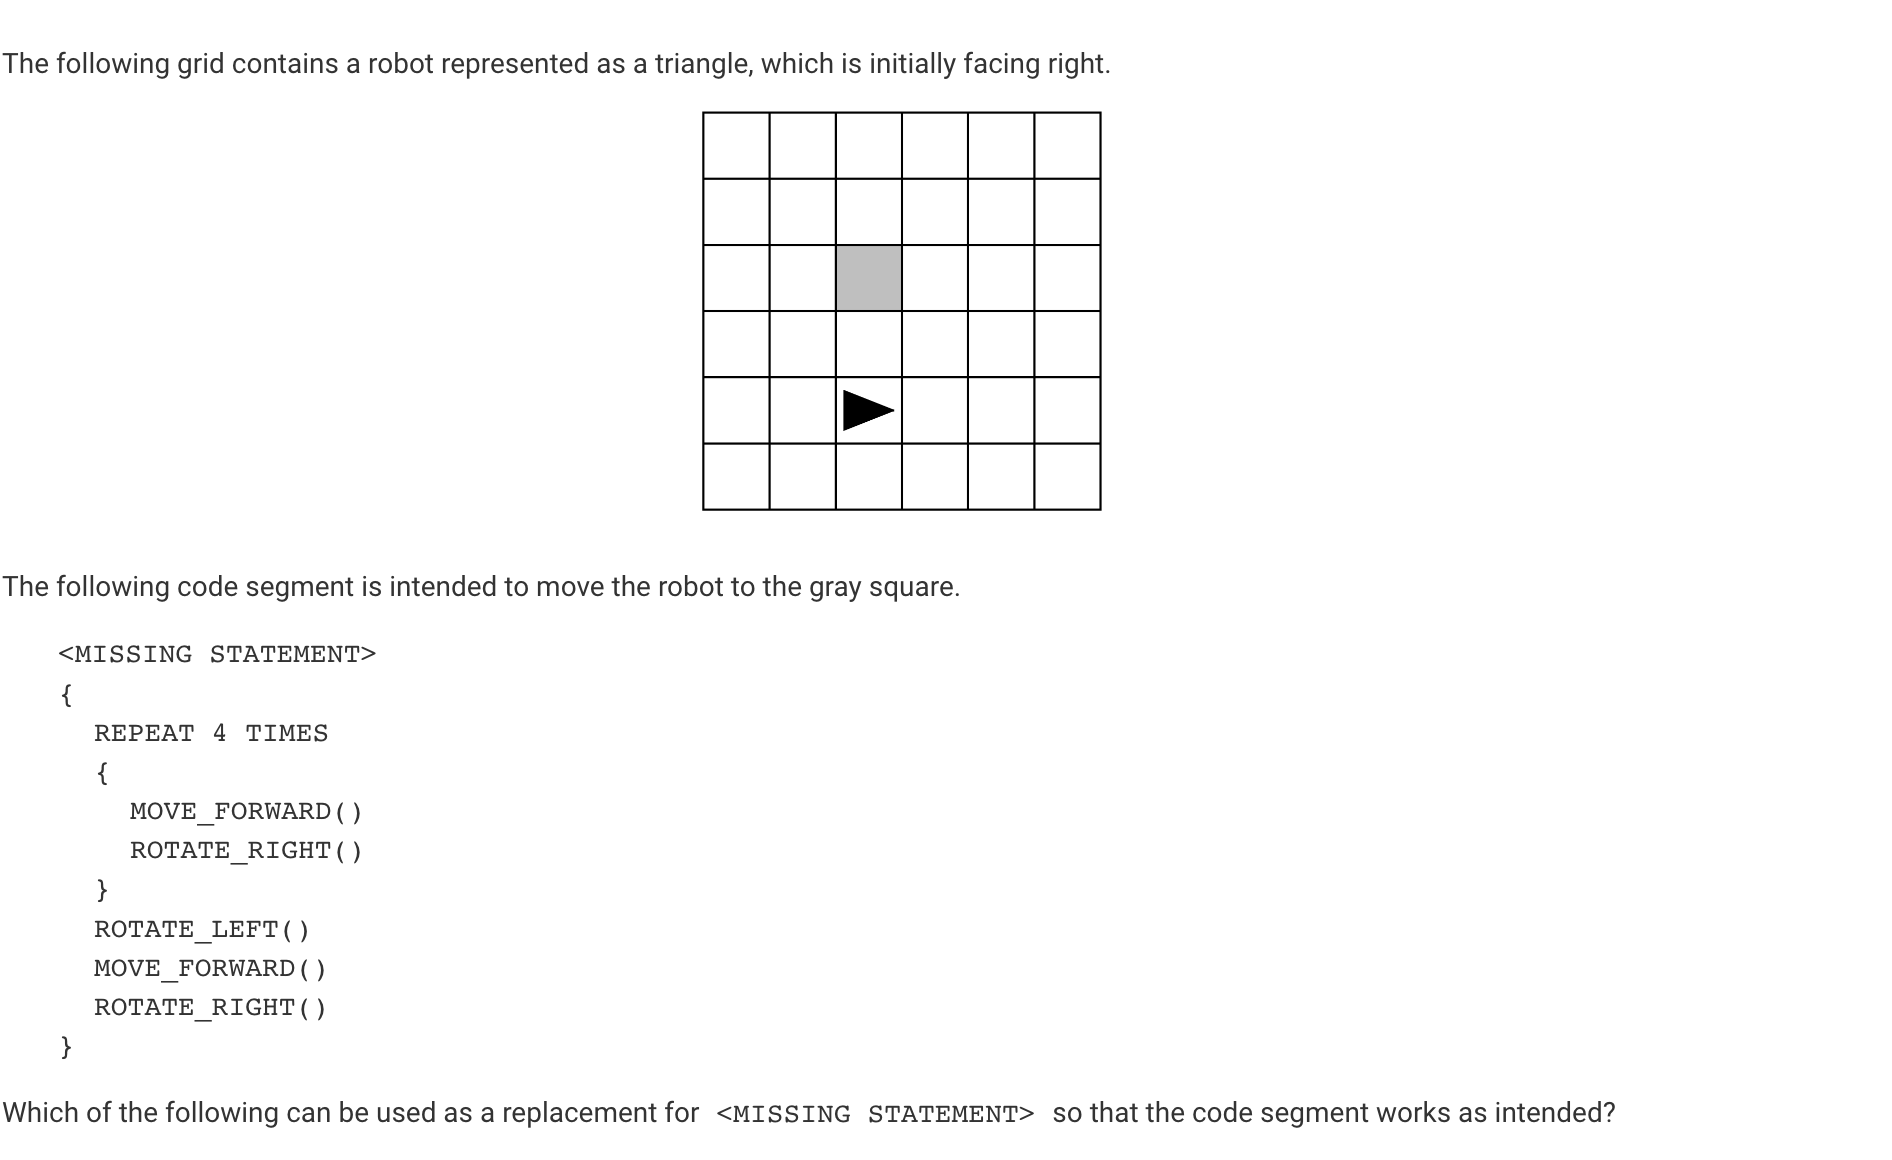 The following grid contains a robot represented as a triangle, which is initially facing right.
The following code segment is intended to move the robot to the gray square.
<MISSING STATEMENT>
{
REPEAT 4 TIMES
{
MOVE_FORWARD()
ROTATE_RIGHT()
}
ROTATE_LEFT()
MOVE_FORWARD()
ROTATE_RIGHT()
}
Which of the following can be used as a replacement for <MISSING STATEMENT> so that the code segment works as intended?